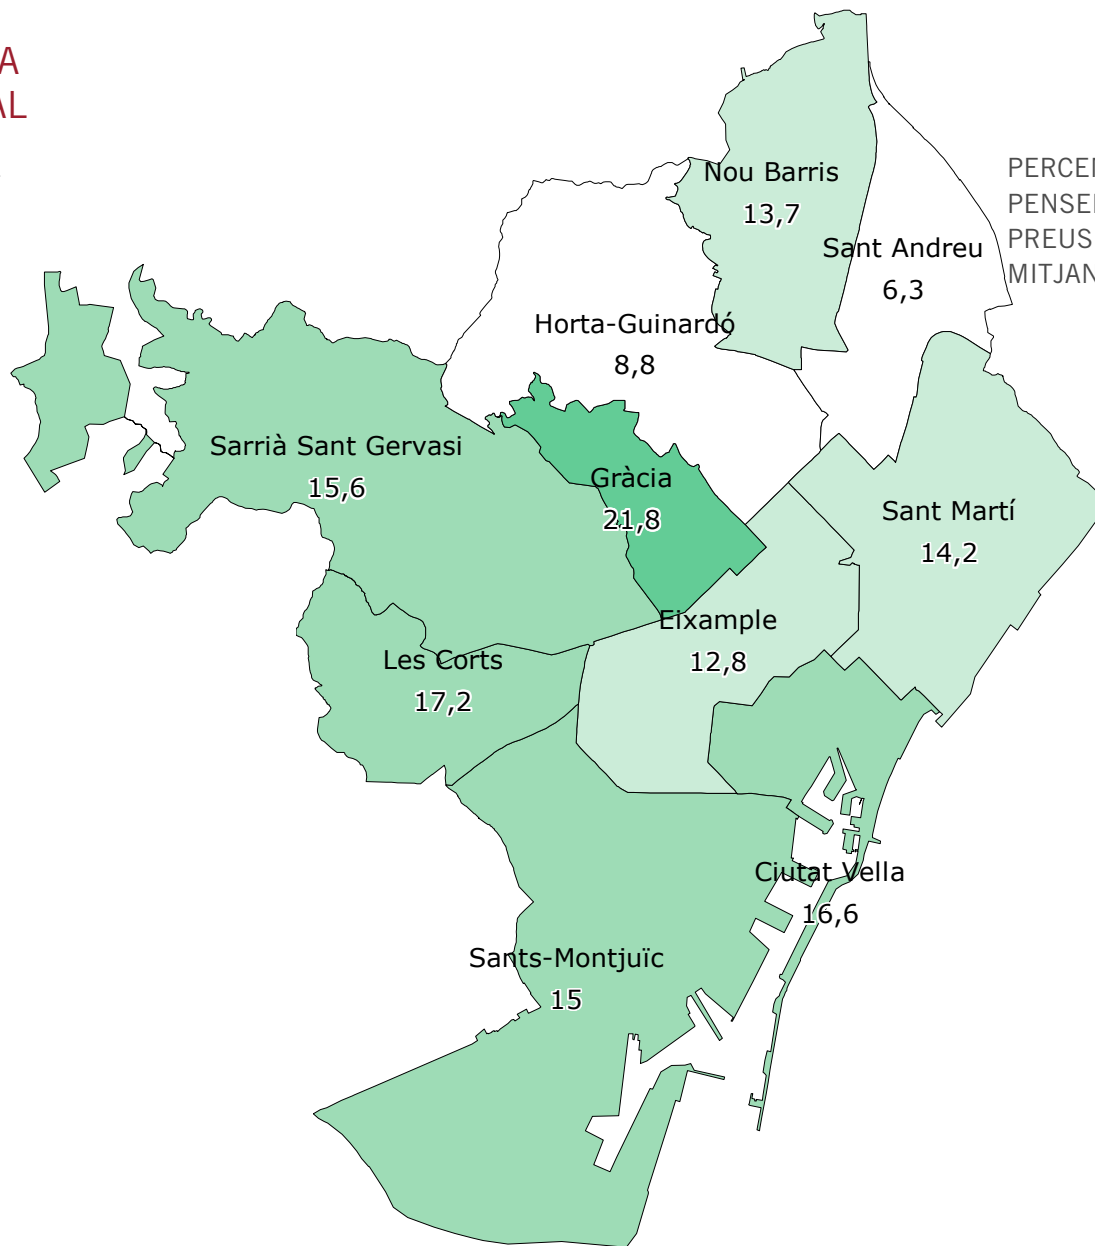 Nou Barris
13,7
Sant Andreu
6,3
Horta-Guinardó
8,8
Sarrià Sant Gervasi
15,6
Gràcia
21,8
Sant Martí
14,2
Eixample
12,8
Les Corts
17,2
Ciutat Vella
16,6
Sants-Montjuïc
15
PREUS